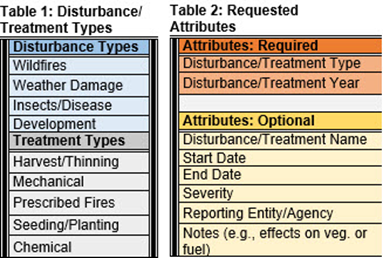 Table 1: Disturbance/
Treatment Types
Disturbance Types
Wildfires
Weather Damage
Insects/Disease
Development
Treatment Types
Harvest/Thinning
Mechanical
Prescribed Fires
Seeding/Planting
Chemical
Table 2: Requested
Attributes
Attributes: Required
Disturbance/Treatment Type
Disturbance/Treatment Year
Attributes: Optional
Disturbance/Treatment Name
Start Date
End Date
Severity
Reporting Entity/Agency
Notes (e.g., effects on veg. or
fuel)